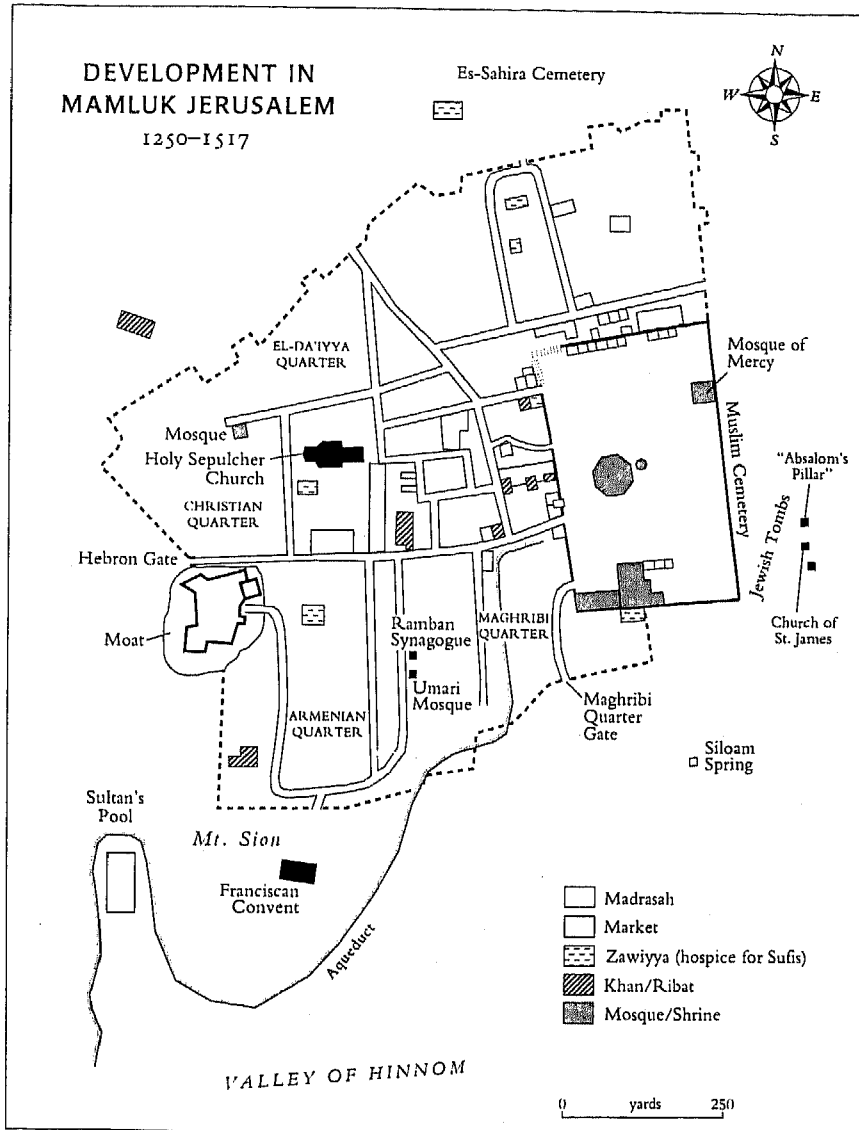 DEVELOPMENT IN
MAMLUK JERUSALEM
1250–1517
Es-Sahira Cemetery
N
W
E
S
EL-DA'IYYA
QUARTER
Mosque of
Mercy
Muslim Cemetery
Mosque
Holy Sepulcher
Church
"Absalom's
Pillar"
CHRISTIAN
QUARTER
Jewish Tombs
Hebron Gate
Moat
Ramban
Synagogue
MAGHRIBI
QUARTER
Church of
St. James
Umari
Mosque
ARMENIAN
QUARTER
Maghribi
Quarter
Gate
Siloam
Spring
Sultan's
Pool
Mt. Sion
Franciscan
Convent
Aqueduct
Madrasah
Market
Zawiyya (hospice for Sufis)
Khan/Ribat
Mosque/Shrine
VALLEY OF HINNOM
0 yards 250